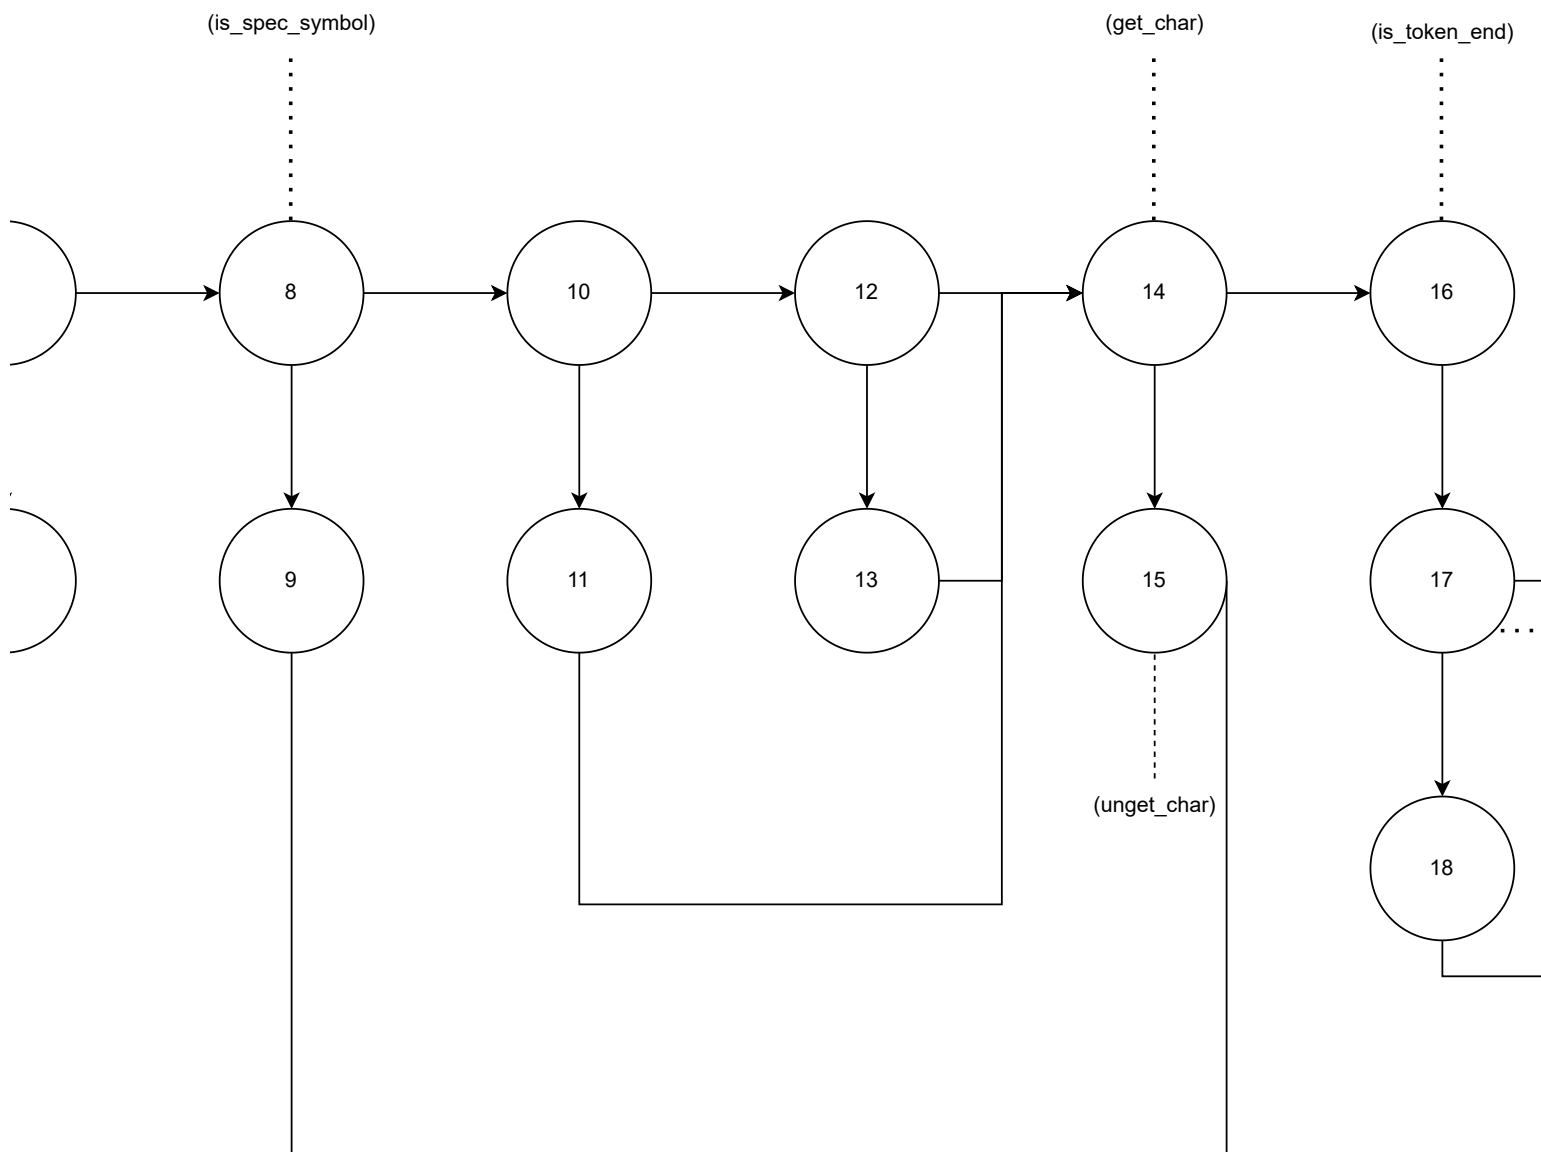 (is_spec_symbol)
(get_char)
(is_token_end)
8
10
12
14
16
9
11
13
15
17
(unget_char)
18